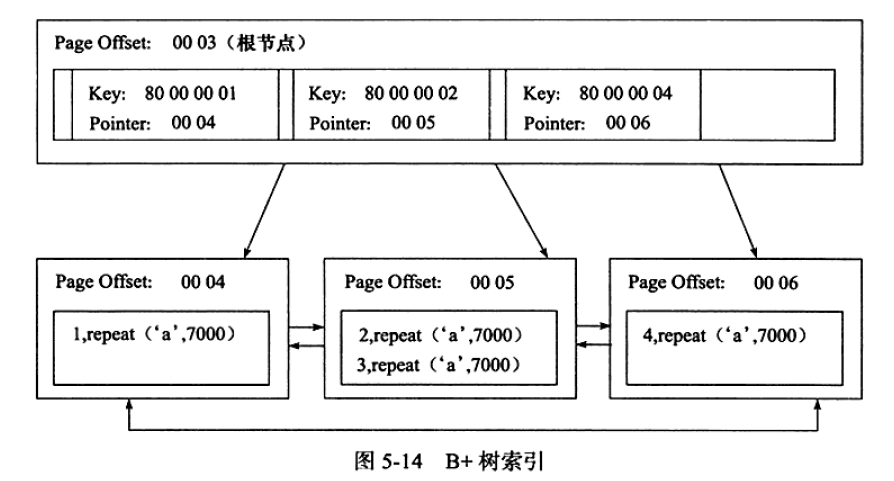 Page Offset: 00 03（根节点）
Key: 80 00 00 01 Key: 80 00 00 02 Key: 80 00 00 04
Pointer: 00 04 Pointer: 00 05 Pointer: 00 06
Page Offset: 00 04 Page Offset: 00 05 Page Offset: 00 06
1,repeat（‘a’,7000） 2,repeat（‘a’,7000） 4,repeat（‘a’,7000）
3,repeat（‘a’,7000）
图 5-14 B+ 树索引